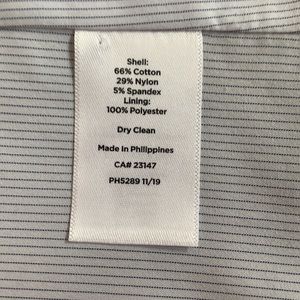 Shell:
66% Cotton
29% Nylon
5% Spandex
Lining:
100% Polyester
Dry Clean
Made in Philippines
CA# 23147
PH5289 11/19